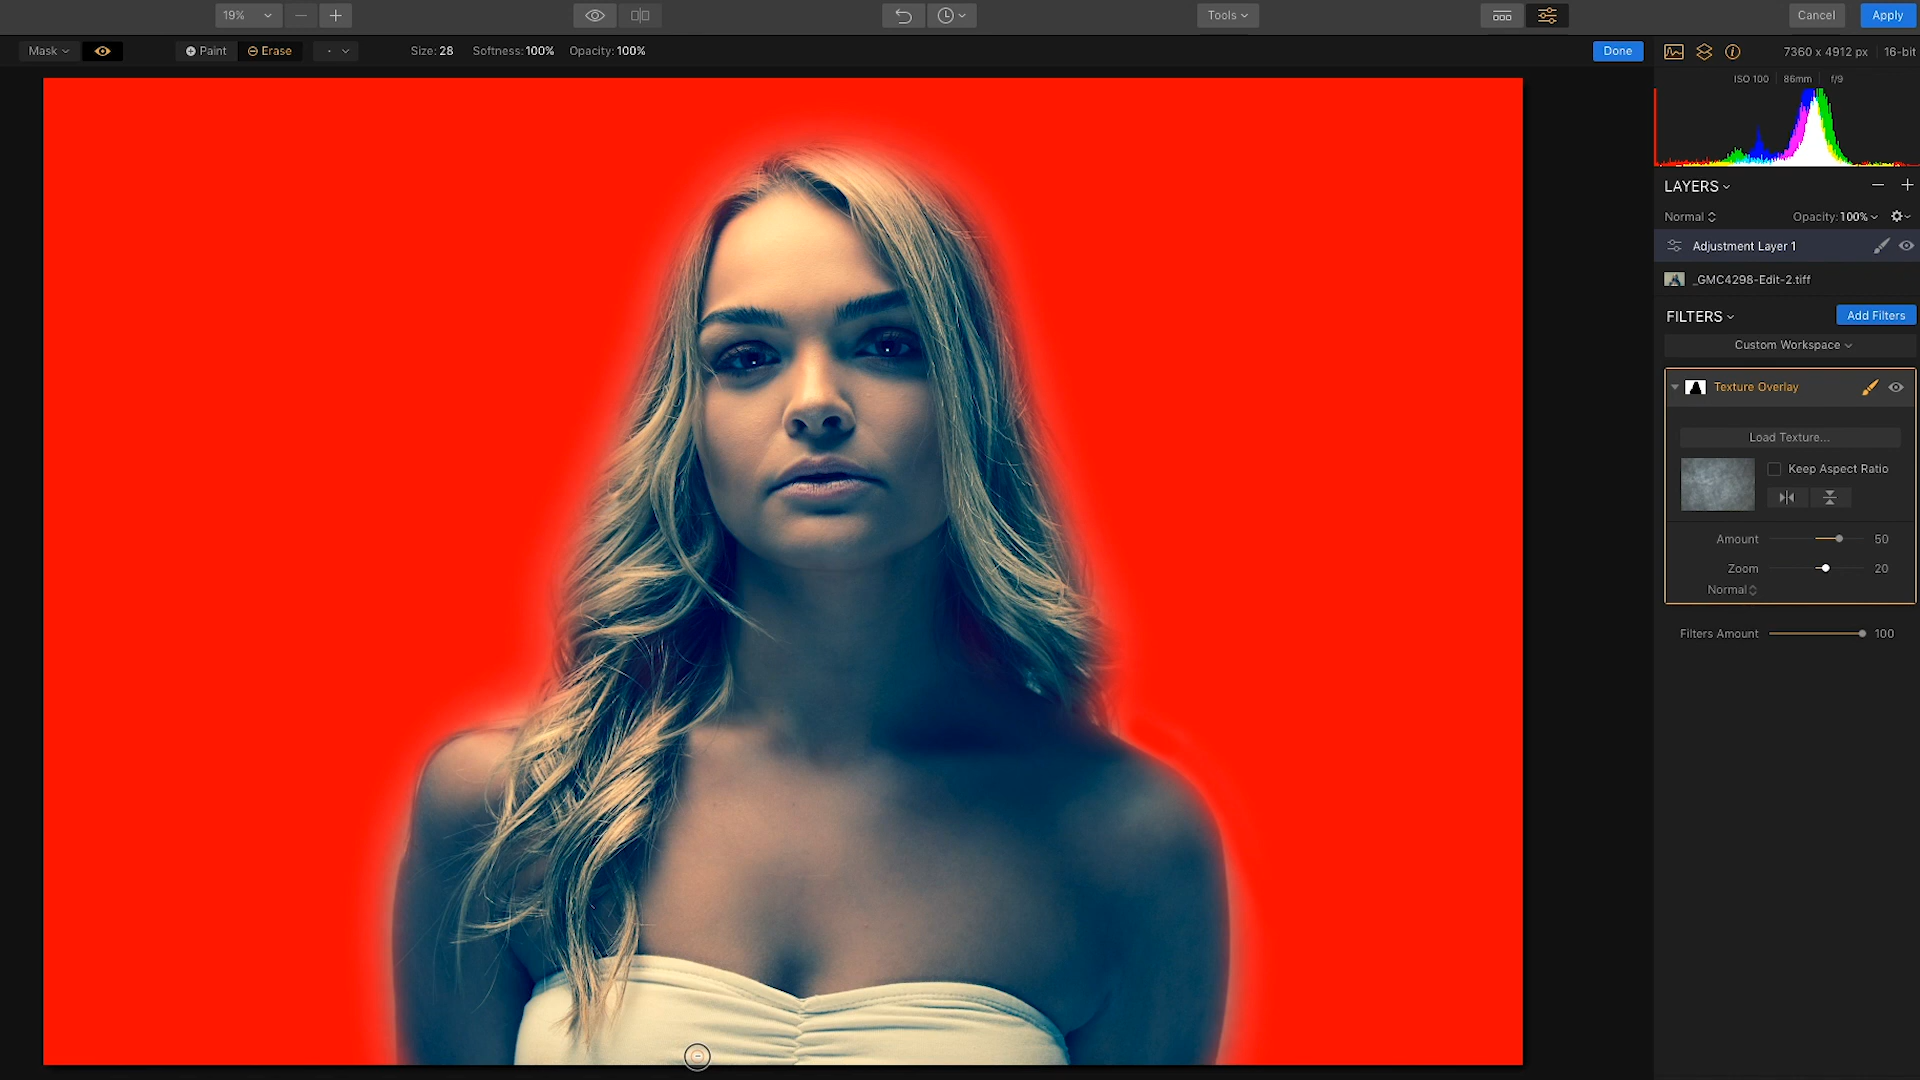 19%
Tools
Cancel
Apply
Mask
Paint
Erase
Size: 28
Softness: 100%
Opacity: 100%
Done
7360 x 4912 px
16-bit
ISO 100
86mm
f/9
LAYERS
Normal
Opacity: 100%
Adjustment Layer 1
_GMC4298-Edit-2.tiff
FILTERS
Add Filters
Custom Workspace
Texture Overlay
Load Texture...
Keep Aspect Ratio
Amount 50
Zoom 20
Normal
Filters Amount 100